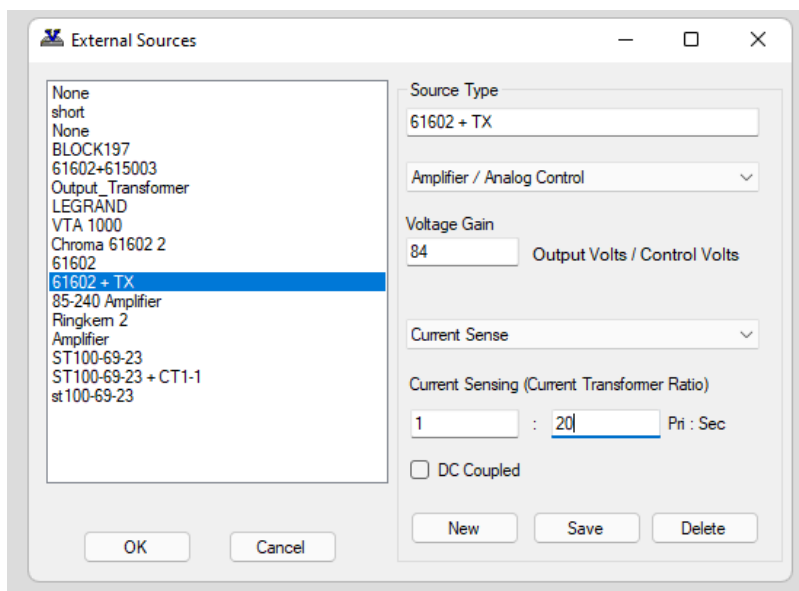 External Sources
None
short
None
BLOCK197
61602+615003
Output_Transformer
LEGRAND
VTA 1000
Chroma 61602 2
61602
61602 + TX
85-240 Amplifier
Ringkern 2
Amplifier
ST100-69-23
ST100-69-23 + CT1-1
st100-69-23
OK
Cancel
Source Type
61602 + TX
Amplifier / Analog Control
Voltage Gain
84 Output Volts / Control Volts
Current Sense
Current Sensing (Current Transformer Ratio)
1 : 20 Pri : Sec
DC Coupled
New
Save
Delete